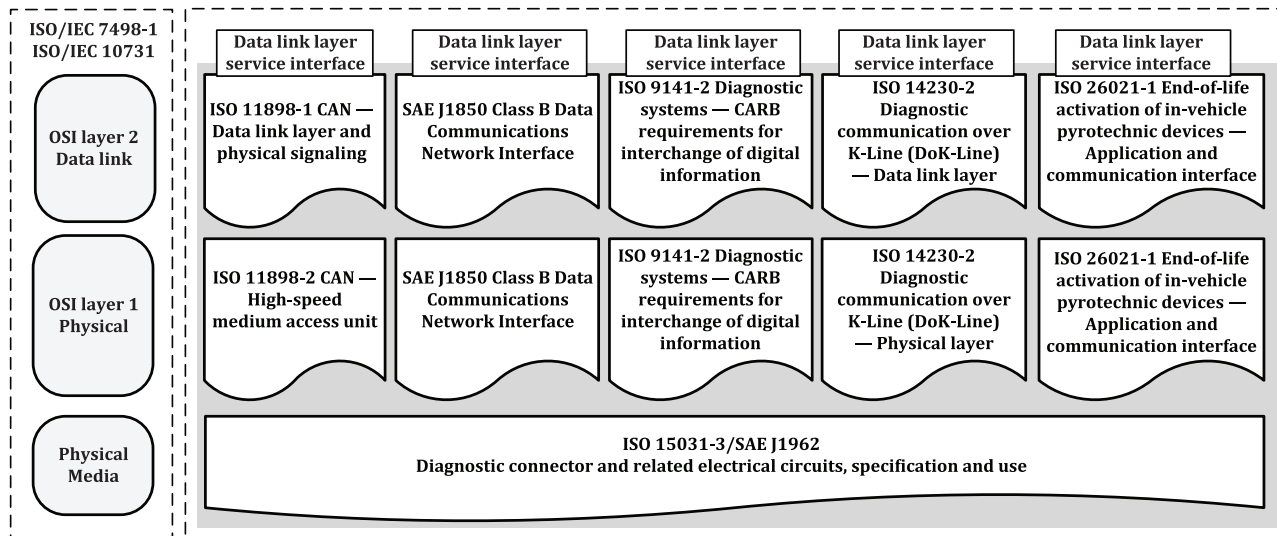 ISO/IEC 7498-1
ISO/IEC 10731
OSI layer 2
Data link
OSI layer 1
Physical
Physical
Media
Data link layer
service interface
Data link layer
service interface
Data link layer
service interface
Data link layer
service interface
Data link layer
service interface
ISO 11898-1 CAN —
Data link layer and
physical signaling
SAE J1850 Class B Data
Communications
Network Interface
ISO 9141-2 Diagnostic
systems — CARB
requirements for
interchange of digital
information
ISO 14230-2
Diagnostic
communication over
K-Line (DoK-Line)
— Data link layer
ISO 26021-1 End-of-life
activation of in-vehicle
pyrotechnic devices —
Application and
communication interface
ISO 11898-2 CAN —
High-speed
medium access unit
SAE J1850 Class B Data
Communications
Network Interface
ISO 9141-2 Diagnostic
systems — CARB
requirements for
interchange of digital
information
ISO 14230-2
Diagnostic
communication over
K-Line (DoK-Line)
— Physical layer
ISO 26021-1 End-of-life
activation of in-vehicle
pyrotechnic devices —
Application and
communication interface
ISO 15031-3/SAE J1962
Diagnostic connector and related electrical circuits, specification and use